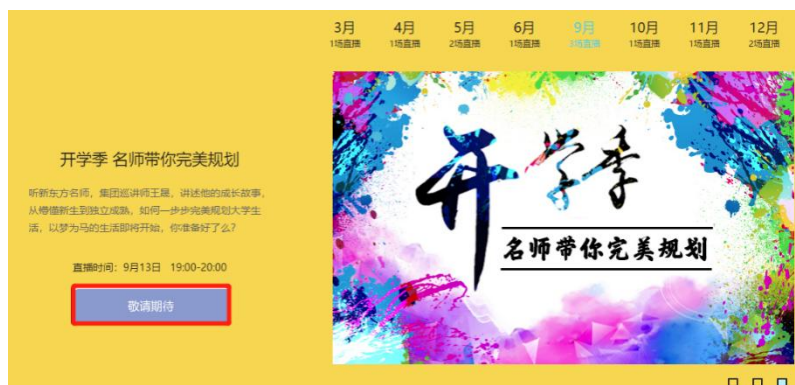 3月 4月 5月 6月 9月 10月 11月 12月
1场直播 1场直播 2场直播 1场直播 3场直播 1场直播 1场直播 2场直播
开学季 名师带你完美规划
听新东方名师，集团巡讲师王晟，讲述他的成长故事，
从懵懂新生到独立成熟，如何一步步完美规划大学生
活，以梦为马的生活即将开始，你准备好了么？
直播时间：9月13日 19:00-20:00
敬请期待
开学季
名师带你完美规划